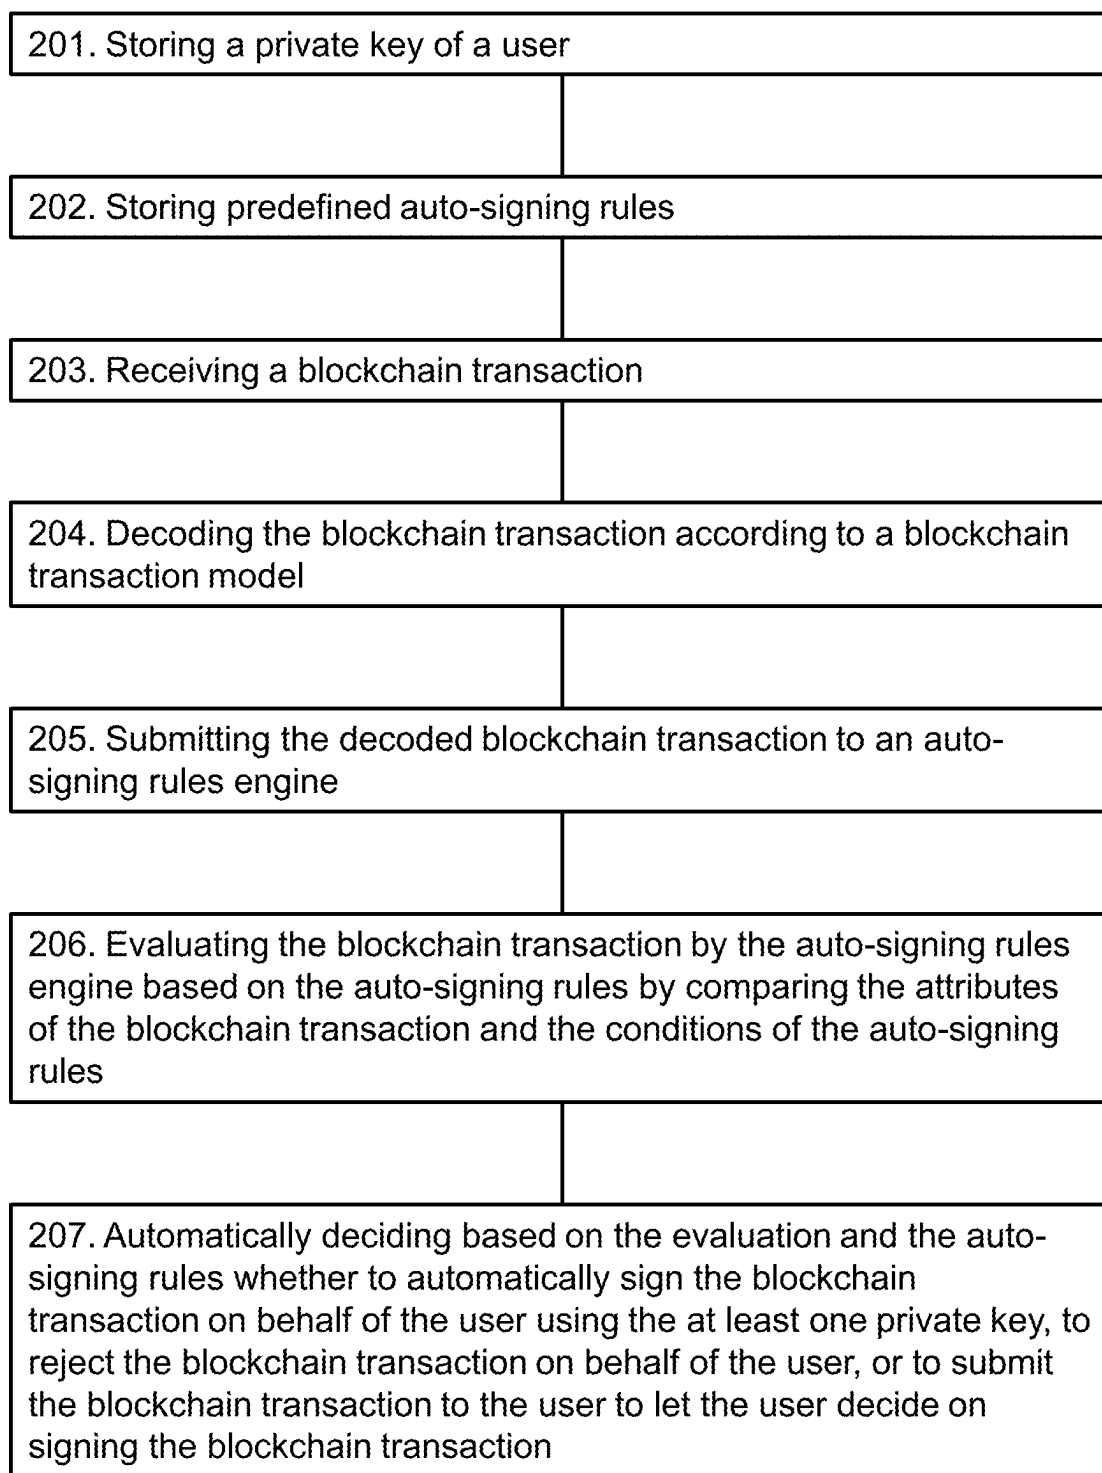 201. Storing a private key of a user
202. Storing predefined auto-signing rules
203. Receiving a blockchain transaction
204. Decoding the blockchain transaction according to a blockchain
transaction model
205. Submitting the decoded blockchain transaction to an auto-
signing rules engine
206. Evaluating the blockchain transaction by the auto-signing rules
engine based on the auto-signing rules by comparing the attributes
of the blockchain transaction and the conditions of the auto-signing
rules
207. Automatically deciding based on the evaluation and the auto-
signing rules whether to automatically sign the blockchain
transaction on behalf of the user using the at least one private key, to
reject the blockchain transaction on behalf of the user, or to submit
the blockchain transaction to the user to let the user decide on
signing the blockchain transaction